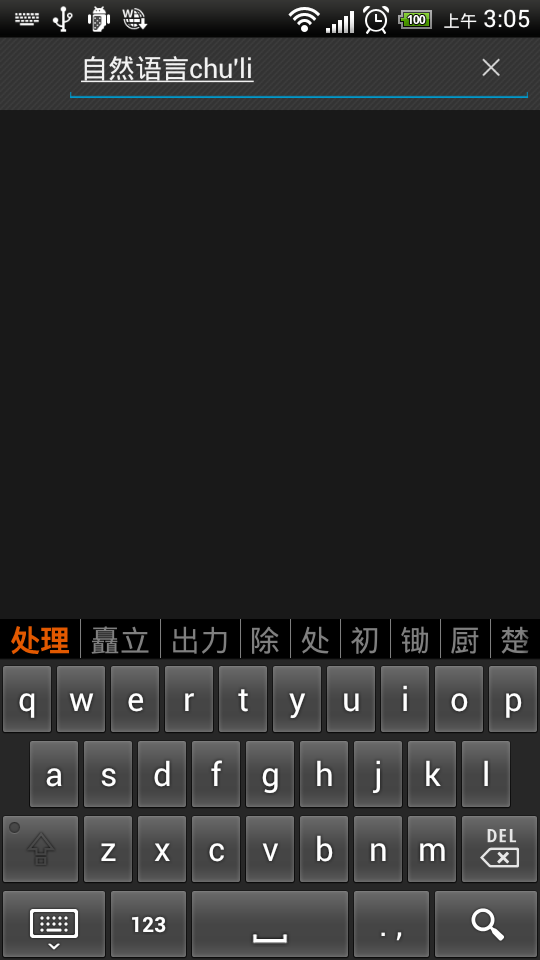 100 上午 3:05
自然语言chu'li
处理 矗立 出力 除 处 初 锄 厨 楚
q w e r t y u i o p
a s d f g h j k l
z x c v b n m DEL
123 . ,